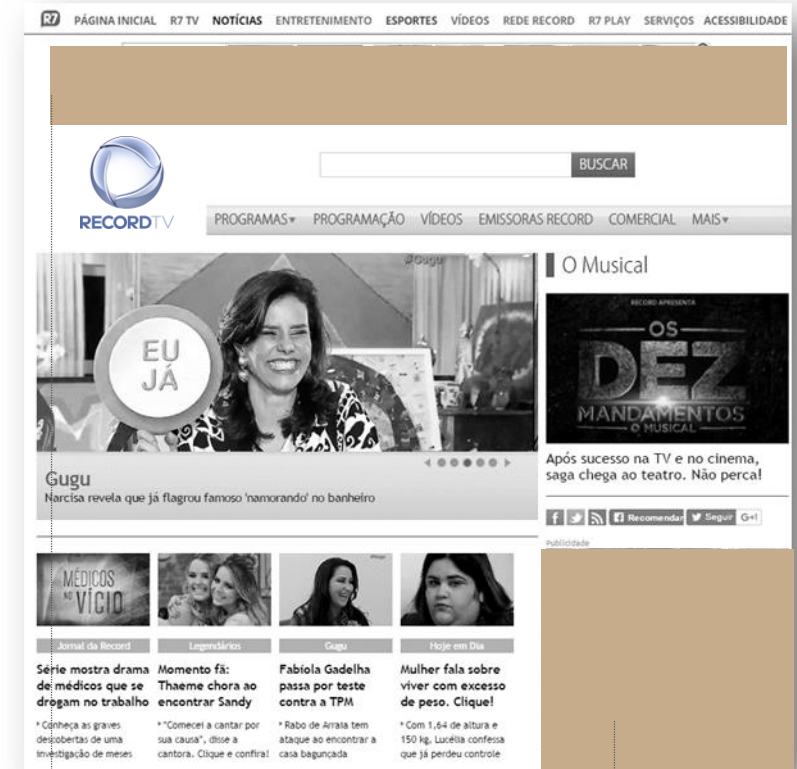 R7 PÁGINA INICIAL R7 TV NOTÍCIAS ENTRETENIMENTO ESPORTES VÍDEOS REDE RECORD R7 PLAY SERVIÇOS ACESSIBILIDADE
BUSCAR
RECORDTV
PROGRAMAS PROGRAMAÇÃO VÍDEOS EMISSORAS RECORD COMERCIAL MAIS
#Gugu
EU
JÁ
Gugu
Narcisa revela que já flagrou famoso 'namorando' no banheiro
O Musical
RECORD APRESENTA
OS
DEZ
MANDAMENTOS
O MUSICAL
Após sucesso na TV e no cinema,
saga chega ao teatro. Não perca!
f Recomendar Seguir G+1
Publicidade
MÉDICOS
NO VÍCIO
Jornal da Record
Série mostra drama
de médicos que se
drogam no trabalho
Conheça as graves
descobertas de uma
investigação de meses
Legendários
Momento fã:
Thaeme chora ao
encontrar Sandy
"Comecei a cantar por
sua causa", disse a
cantora. Clique e confira!
Gugu
Fabíola Gadelha
passa por teste
contra a TPM
Rabo de Arraia tem
ataque ao encontrar a
casa bagunçada
Hoje em Dia
Mulher fala sobre
viver com excesso
de peso. Clique!
Com 1,64 de altura e
150 kg, Lucélia confessa
que já perdeu controle